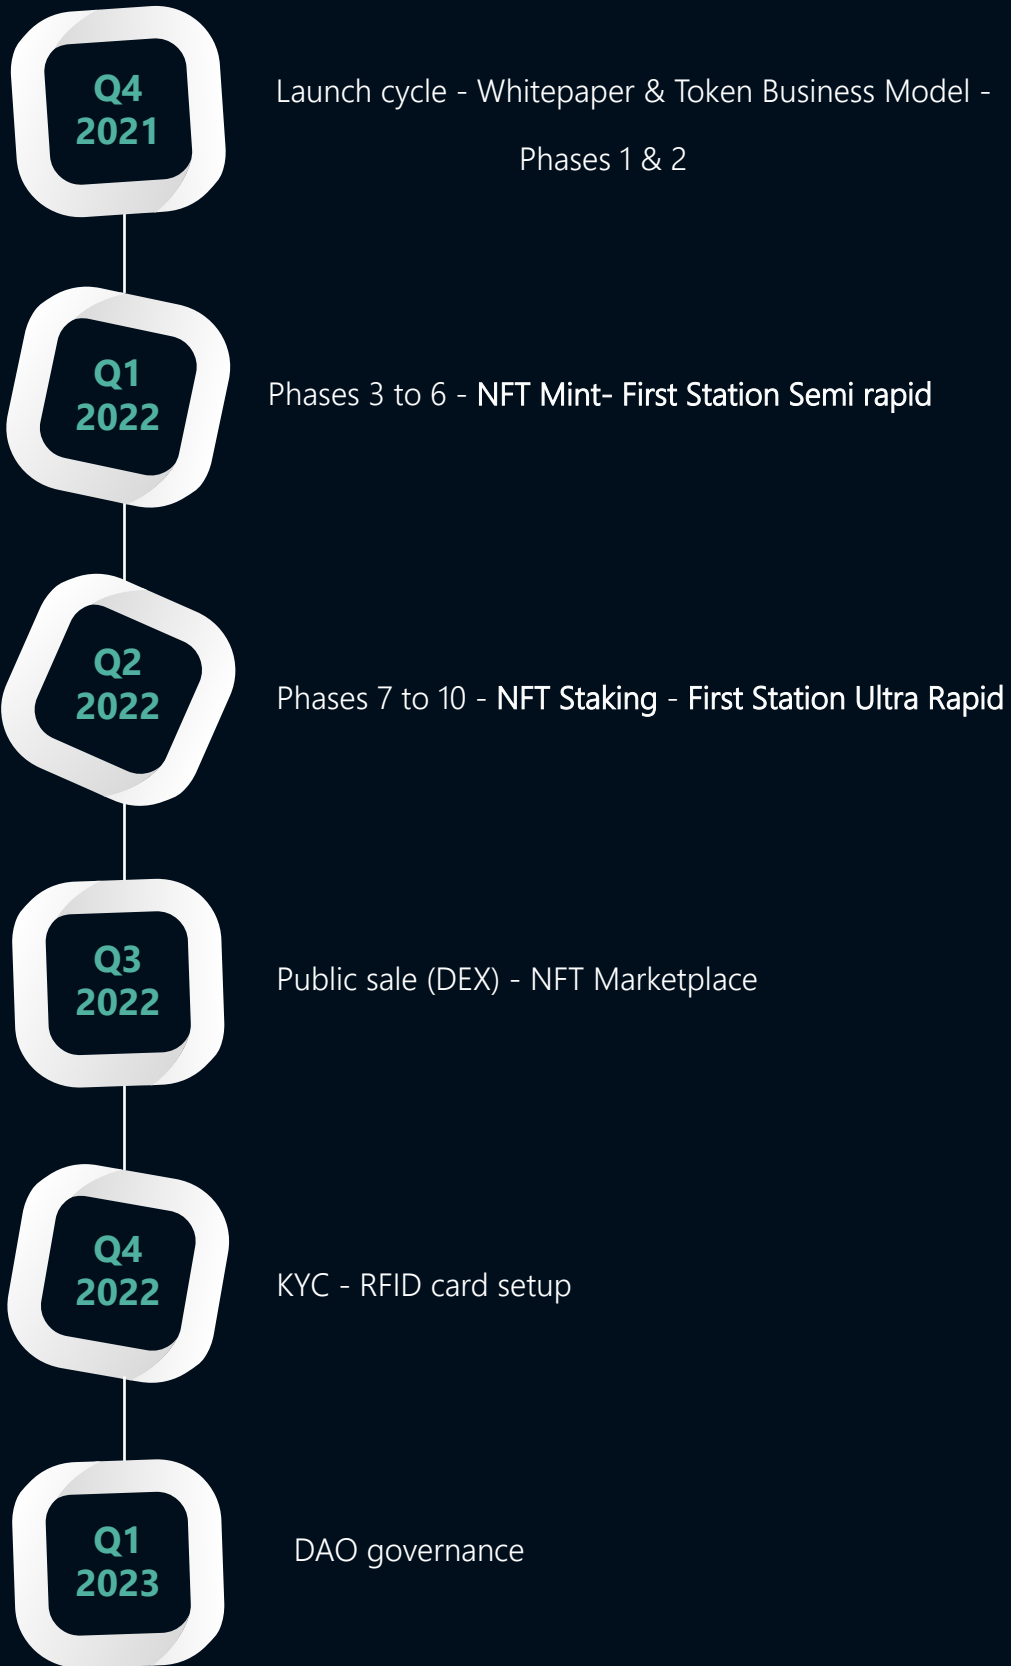 Q4
2021
Launch cycle - Whitepaper & Token Business Model -
Phases 1 & 2
Q1
2022
Phases 3 to 6 - NFT Mint- First Station Semi rapid
Q2
2022
Phases 7 to 10 - NFT Staking - First Station Ultra Rapid
Q3
2022
Public sale (DEX) - NFT Marketplace
Q4
2022
KYC - RFID card setup
Q1
2023
DAO governance